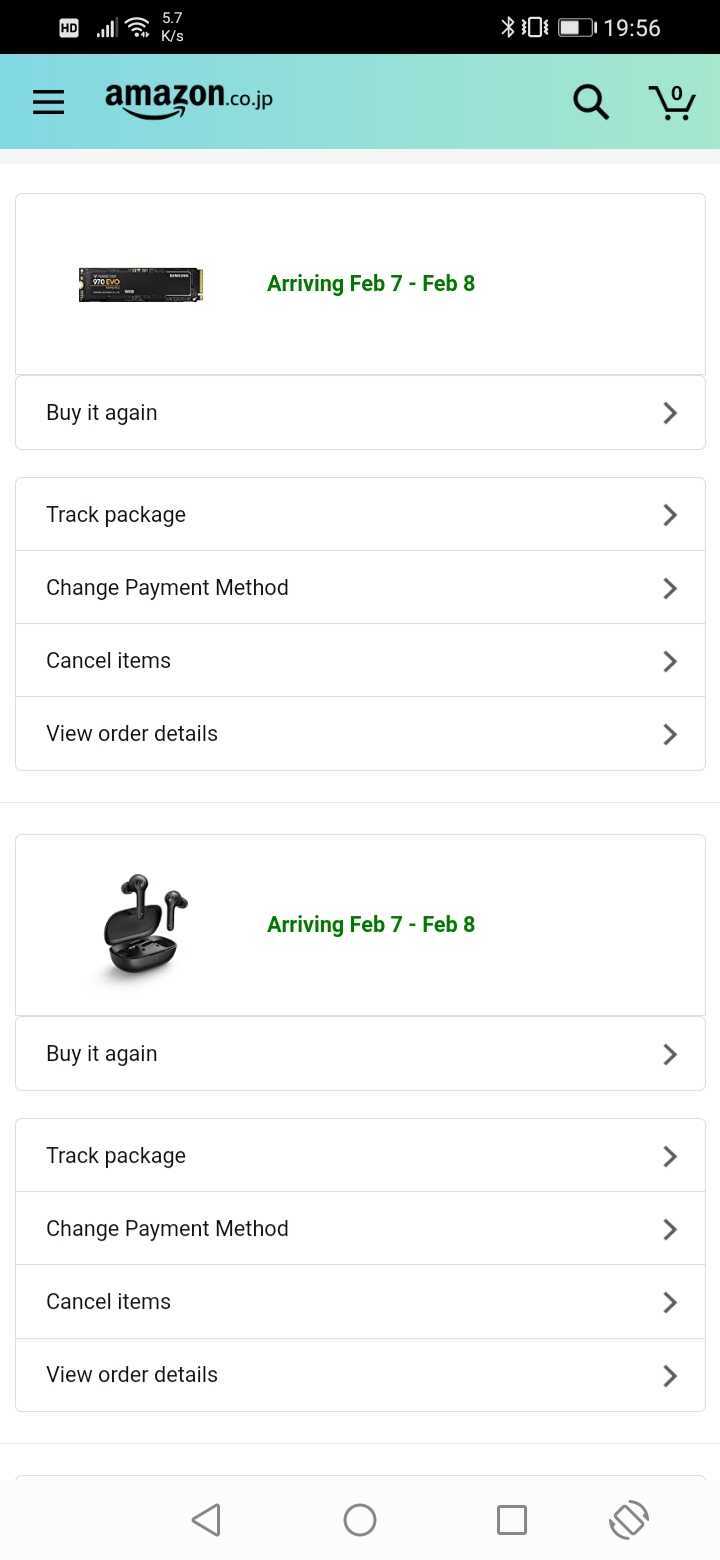 HD
5.7
K/s
19:56
amazon.co.jp
0
SAMSUNG
970 EVO
Arriving Feb 7 - Feb 8
Buy it again
Track package
Change Payment Method
Cancel items
View order details
Arriving Feb 7 - Feb 8
Buy it again
Track package
Change Payment Method
Cancel items
View order details